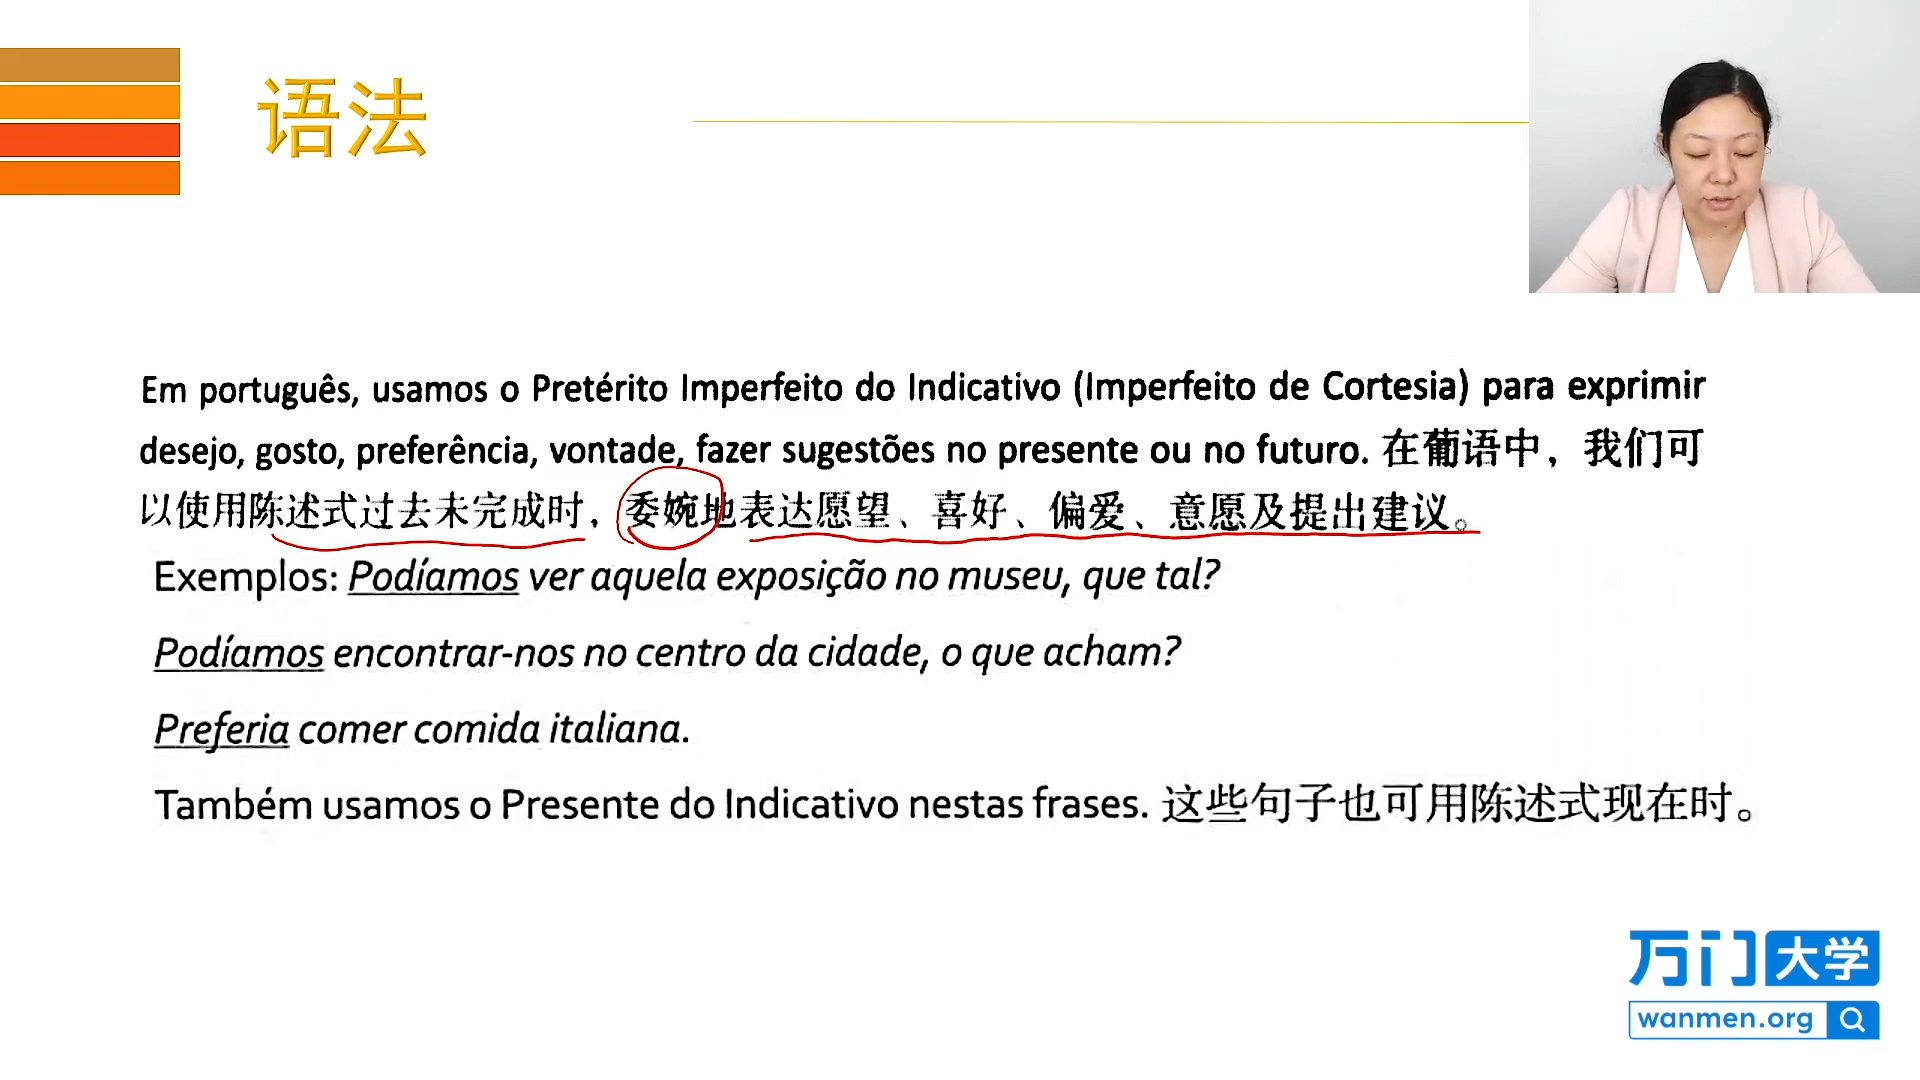 语法
Em português, usamos o Pretérito Imperfeito do Indicativo (Imperfeito de Cortesia) para exprimir
desejo, gosto, preferência, vontade, fazer sugestões no presente ou no futuro. 在葡语中，我们可
以使用陈述式过去未完成时，委婉地表达愿望、喜好、偏爱、意愿及提出建议。
Exemplos: Podíamos ver aquela exposição no museu, que tal?
Podíamos encontrar-nos no centro da cidade, o que acham?
Preferia comer comida italiana.
Também usamos o Presente do Indicativo nestas frases. 这些句子也可用陈述式现在时。
万门大学
wanmen.org